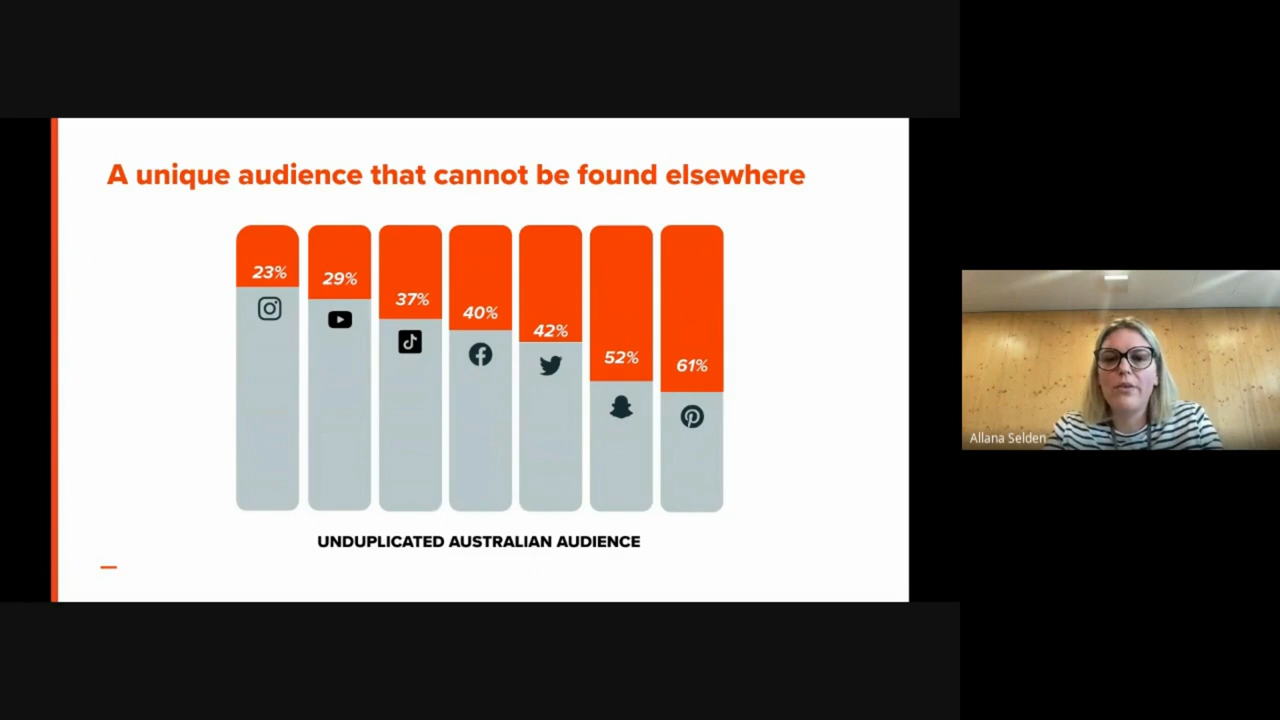 A unique audience that cannot be found elsewhere
23%
29%
37%
40%
42%
52%
61%
UNDUPLICATED AUSTRALIAN AUDIENCE
Allana Selden